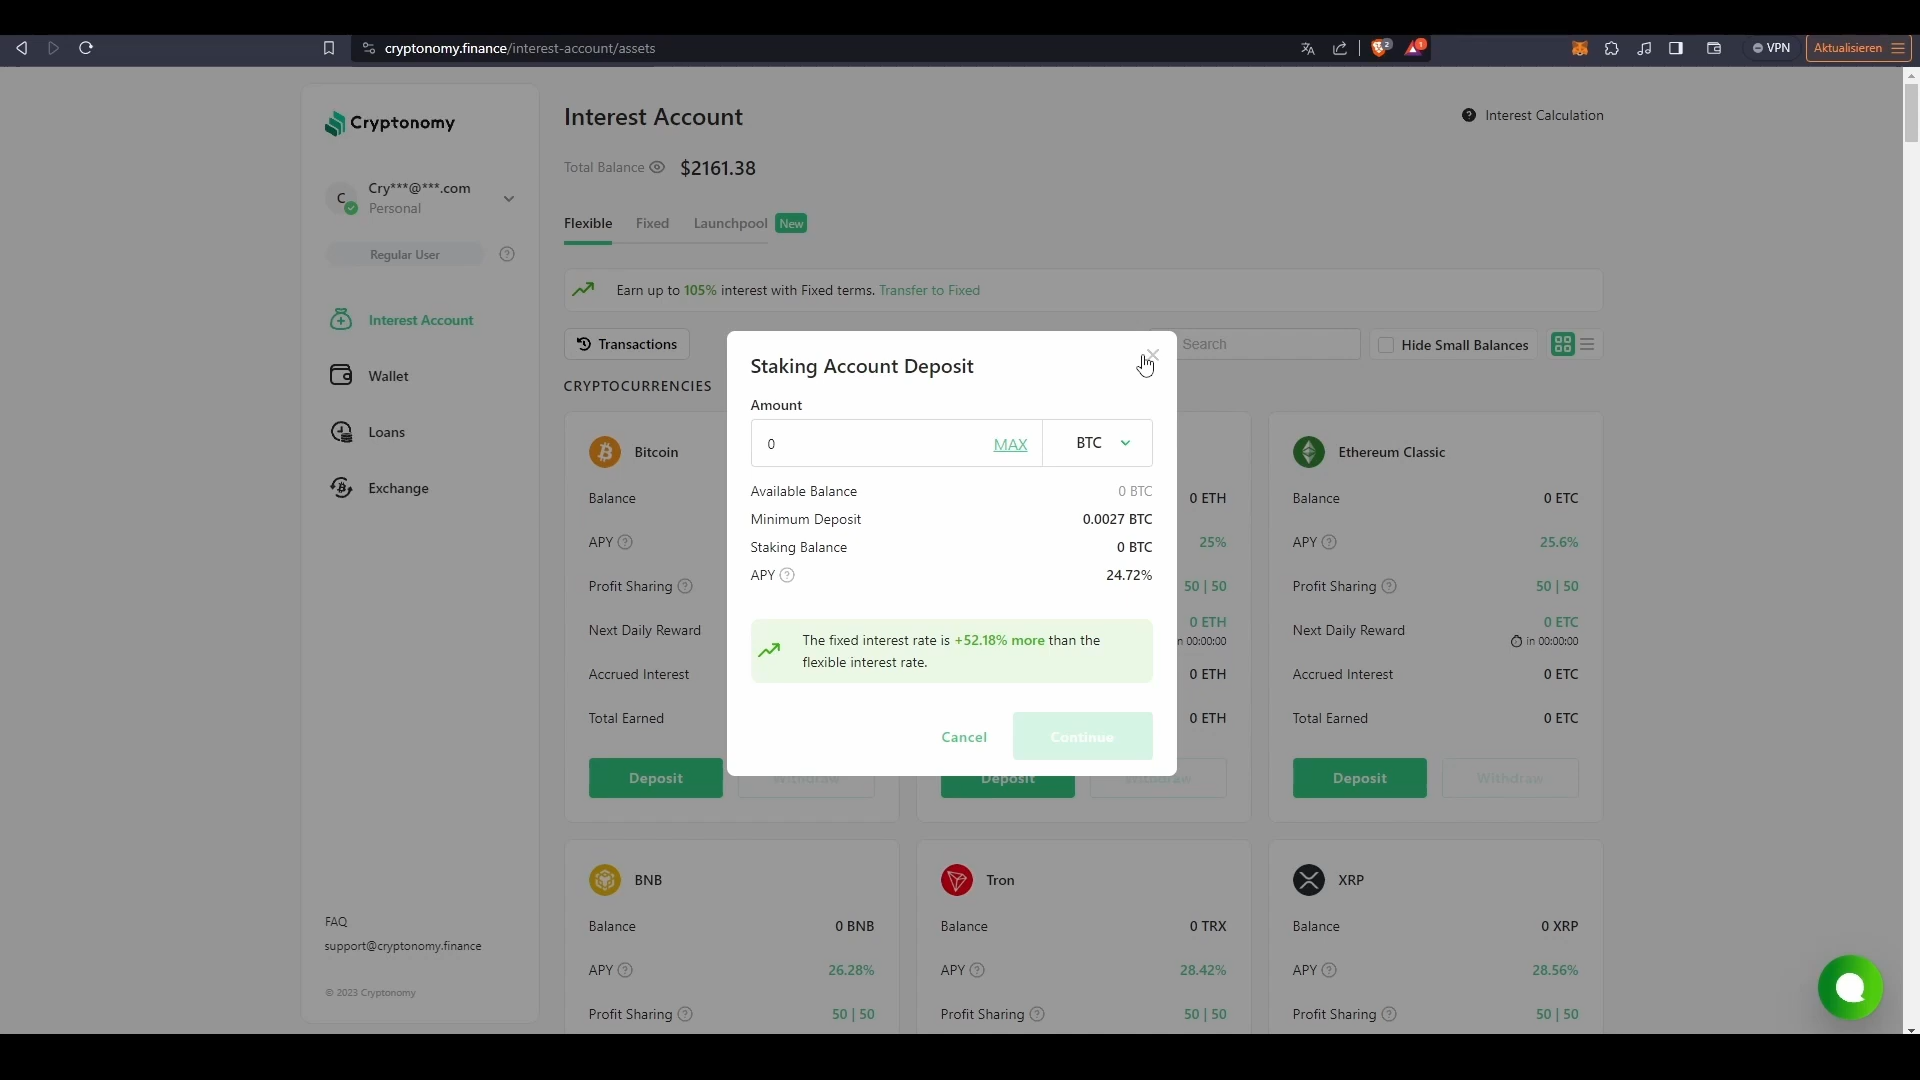 cryptonomy.finance/interest-account/assets
2
1
VPN
Aktualisieren
Cryptonomy
C
Cry***@***.com
Personal
Regular User
Interest Account
Wallet
Loans
Exchange
FAQ
support@cryptonomy.finance
© 2023 Cryptonomy
Interest Account
Interest Calculation
Total Balance $2161.38
Flexible Fixed Launchpool New
Earn up to 105% interest with Fixed terms. Transfer to Fixed
Transactions
Search
Hide Small Balances
CRYPTOCURRENCIES
Staking Account Deposit
Amount
0 MAX BTC
Available Balance 0 BTC
Minimum Deposit 0.0027 BTC
Staking Balance 0 BTC
APY 24.72%
The fixed interest rate is +52.18% more than the
flexible interest rate.
Cancel Continue
Bitcoin
Balance
APY
Profit Sharing
Next Daily Reward
Accrued Interest
Total Earned
Deposit Withdraw
0 ETH
25%
50 | 50
0 ETH
in 00:00:00
0 ETH
0 ETH
Deposit Withdraw
Ethereum Classic
Balance 0 ETC
APY 25.6%
Profit Sharing 50 | 50
Next Daily Reward 0 ETC
in 00:00:00
Accrued Interest 0 ETC
Total Earned 0 ETC
Deposit Withdraw
BNB
Balance 0 BNB
APY 26.28%
Profit Sharing 50 | 50
Tron
Balance 0 TRX
APY 28.42%
Profit Sharing 50 | 50
XRP
Balance 0 XRP
APY 28.56%
Profit Sharing 50 | 50